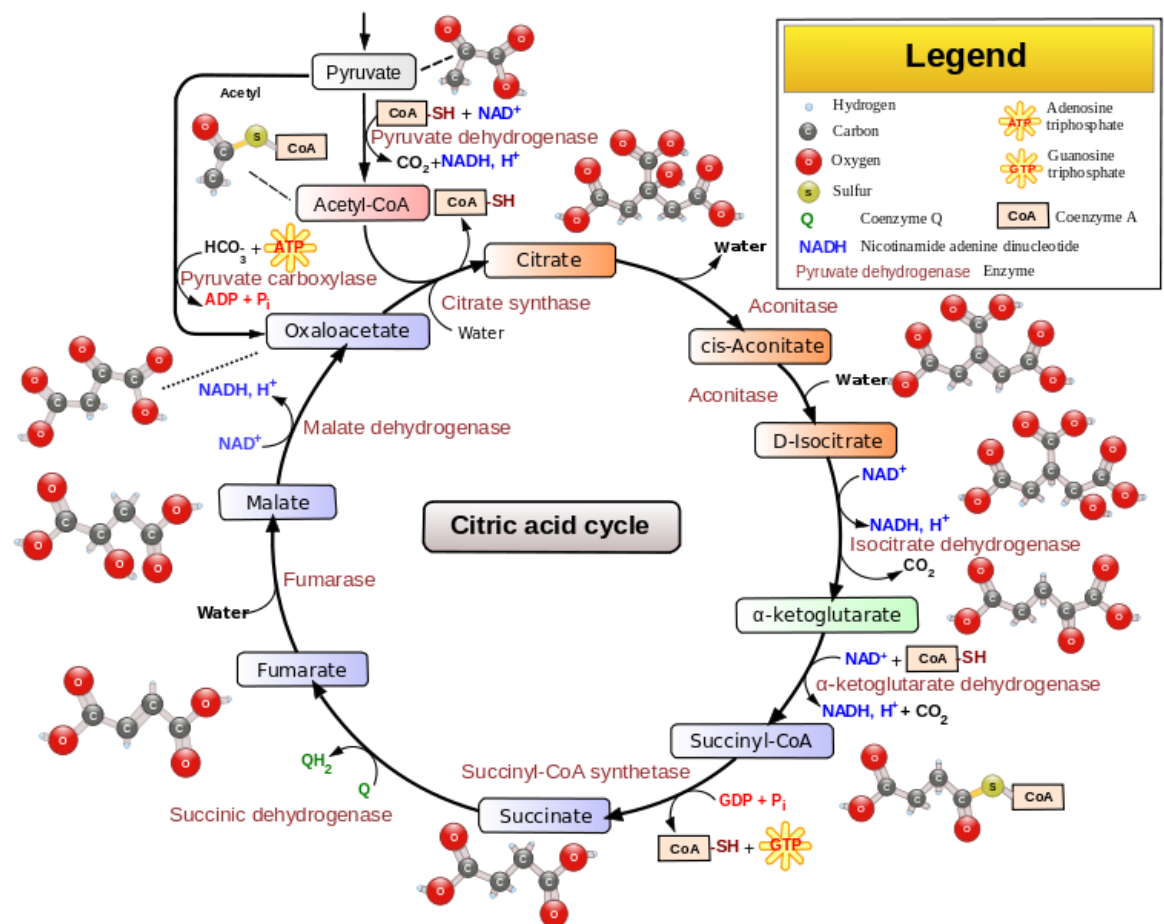 Pyruvate
Acetyl
CoA -SH + NAD⁺
Pyruvate dehydrogenase
CO₂+NADH, H⁺
S
CoA
Acetyl-CoA
CoA -SH
HCO₃⁻ + ATP
Pyruvate carboxylase
ADP + Pᵢ
Citrate
Water
Citrate synthase
Water
Oxaloacetate
Aconitase
cis-Aconitate
Water
Aconitase
D-Isocitrate
NAD⁺
NADH, H⁺
Isocitrate dehydrogenase
CO₂
α-ketoglutarate
NAD⁺ + CoA -SH
α-ketoglutarate dehydrogenase
NADH, H⁺ + CO₂
Succinyl-CoA
S
CoA
Succinyl-CoA synthetase
GDP + Pᵢ
CoA -SH + GTP
Succinate
QH₂
Q
Succinic dehydrogenase
Fumarate
Water
Fumarase
Malate
NADH, H⁺
NAD⁺
Malate dehydrogenase
Citric acid cycle
Legend
Hydrogen
C Carbon
O Oxygen
S Sulfur
Q Coenzyme Q
ATP Adenosine
triphosphate
GTP Guanosine
triphosphate
CoA Coenzyme A
NADH Nicotinamide adenine dinucleotide
Pyruvate dehydrogenase Enzyme